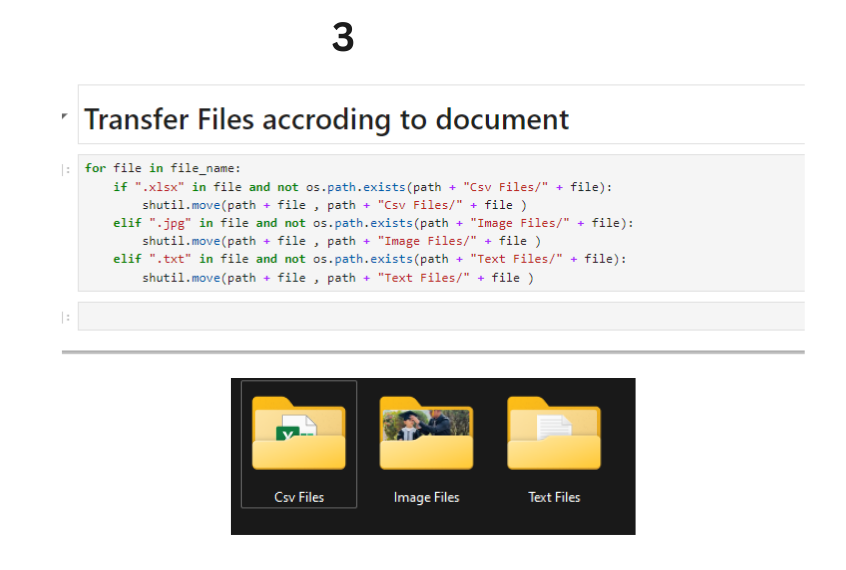 3
Transfer Files accroding to document
|:
for file in file_name:
    if ".xlsx" in file and not os.path.exists(path + "Csv Files/" + file):
        shutil.move(path + file , path + "Csv Files/" + file )
    elif ".jpg" in file and not os.path.exists(path + "Image Files/" + file):
        shutil.move(path + file , path + "Image Files/" + file )
    elif ".txt" in file and not os.path.exists(path + "Text Files/" + file):
        shutil.move(path + file , path + "Text Files/" + file )
|:
Csv Files
Image Files
Text Files